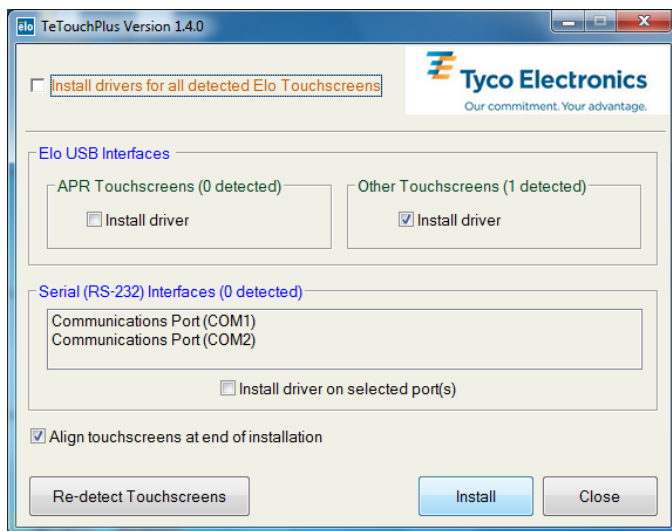 elo TeTouchPlus Version 1.4.0
Install drivers for all detected Elo Touchscreens
Tyco Electronics
Our commitment. Your advantage.
Elo USB Interfaces
APR Touchscreens (0 detected)
Install driver
Other Touchscreens (1 detected)
Install driver
Serial (RS-232) Interfaces (0 detected)
Communications Port (COM1)
Communications Port (COM2)
Install driver on selected port(s)
Align touchscreens at end of installation
Re-detect Touchscreens
Install
Close